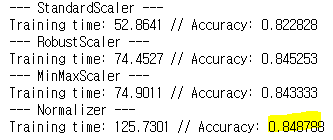 --- StandardScaler ---
Training time: 52.8641 // Accuracy: 0.822828
--- RobustScaler ---
Training time: 74.4527 // Accuracy: 0.845253
--- MinMaxScaler ---
Training time: 74.9011 // Accuracy: 0.843333
--- Normalizer ---
Training time: 125.7301 // Accuracy: 0.848788